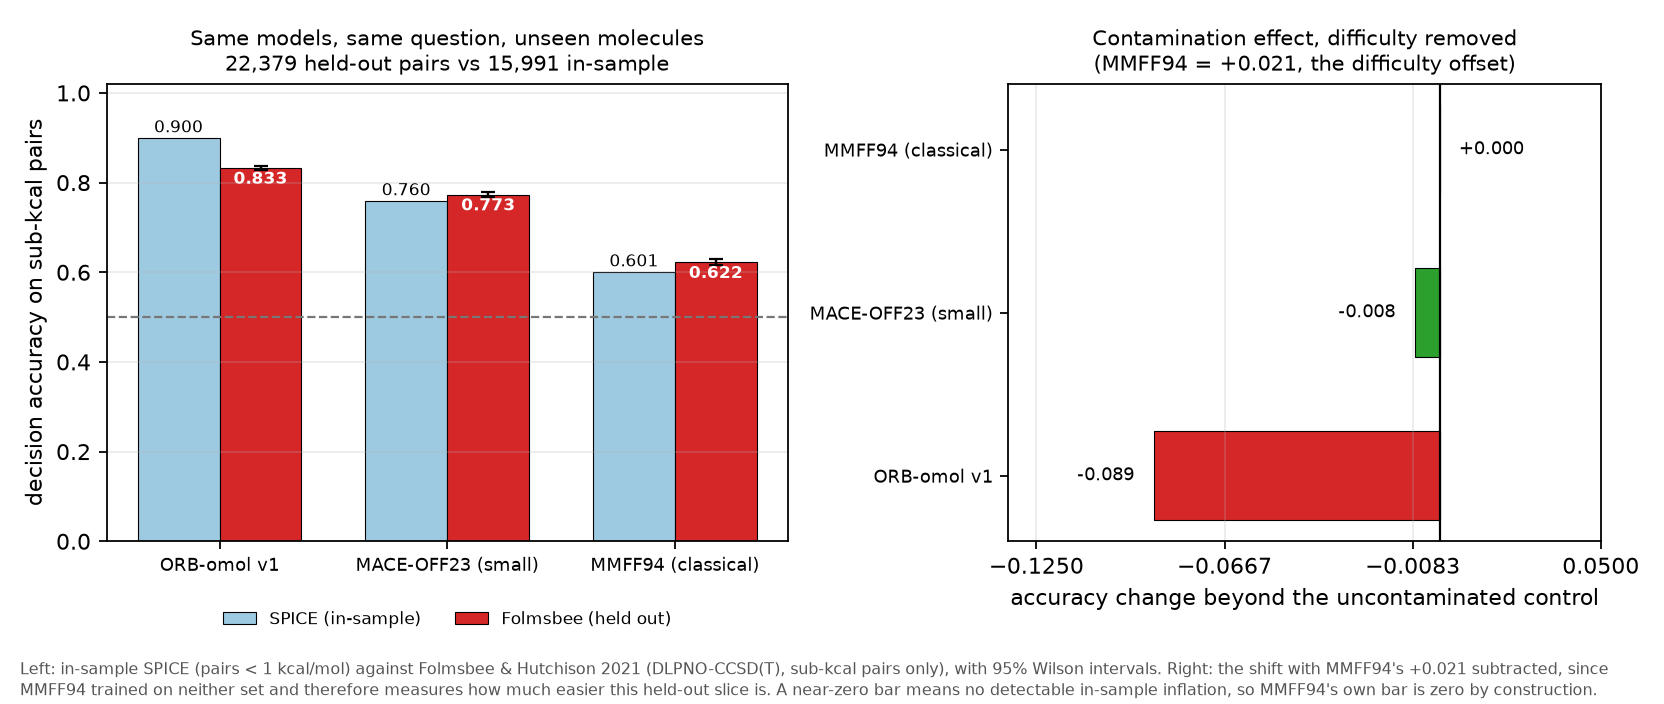 Same models, same question, unseen molecules
22,379 held-out pairs vs 15,991 in-sample
decision accuracy on sub-kcal pairs
1.0
0.8
0.6
0.4
0.2
0.0
0.900
0.833
0.760
0.773
0.601
0.622
ORB-omol v1
MACE-OFF23 (small)
MMFF94 (classical)
SPICE (in-sample)
Folmsbee (held out)
Contamination effect, difficulty removed
(MMFF94 = +0.021, the difficulty offset)
MMFF94 (classical)
+0.000
MACE-OFF23 (small)
-0.008
ORB-omol v1
-0.089
−0.1250
−0.0667
−0.0083
0.0500
accuracy change beyond the uncontaminated control
Left: in-sample SPICE (pairs < 1 kcal/mol) against Folmsbee & Hutchison 2021 (DLPNO-CCSD(T), sub-kcal pairs only), with 95% Wilson intervals. Right: the shift with MMFF94's +0.021 subtracted, since
MMFF94 trained on neither set and therefore measures how much easier this held-out slice is. A near-zero bar means no detectable in-sample inflation, so MMFF94's own bar is zero by construction.